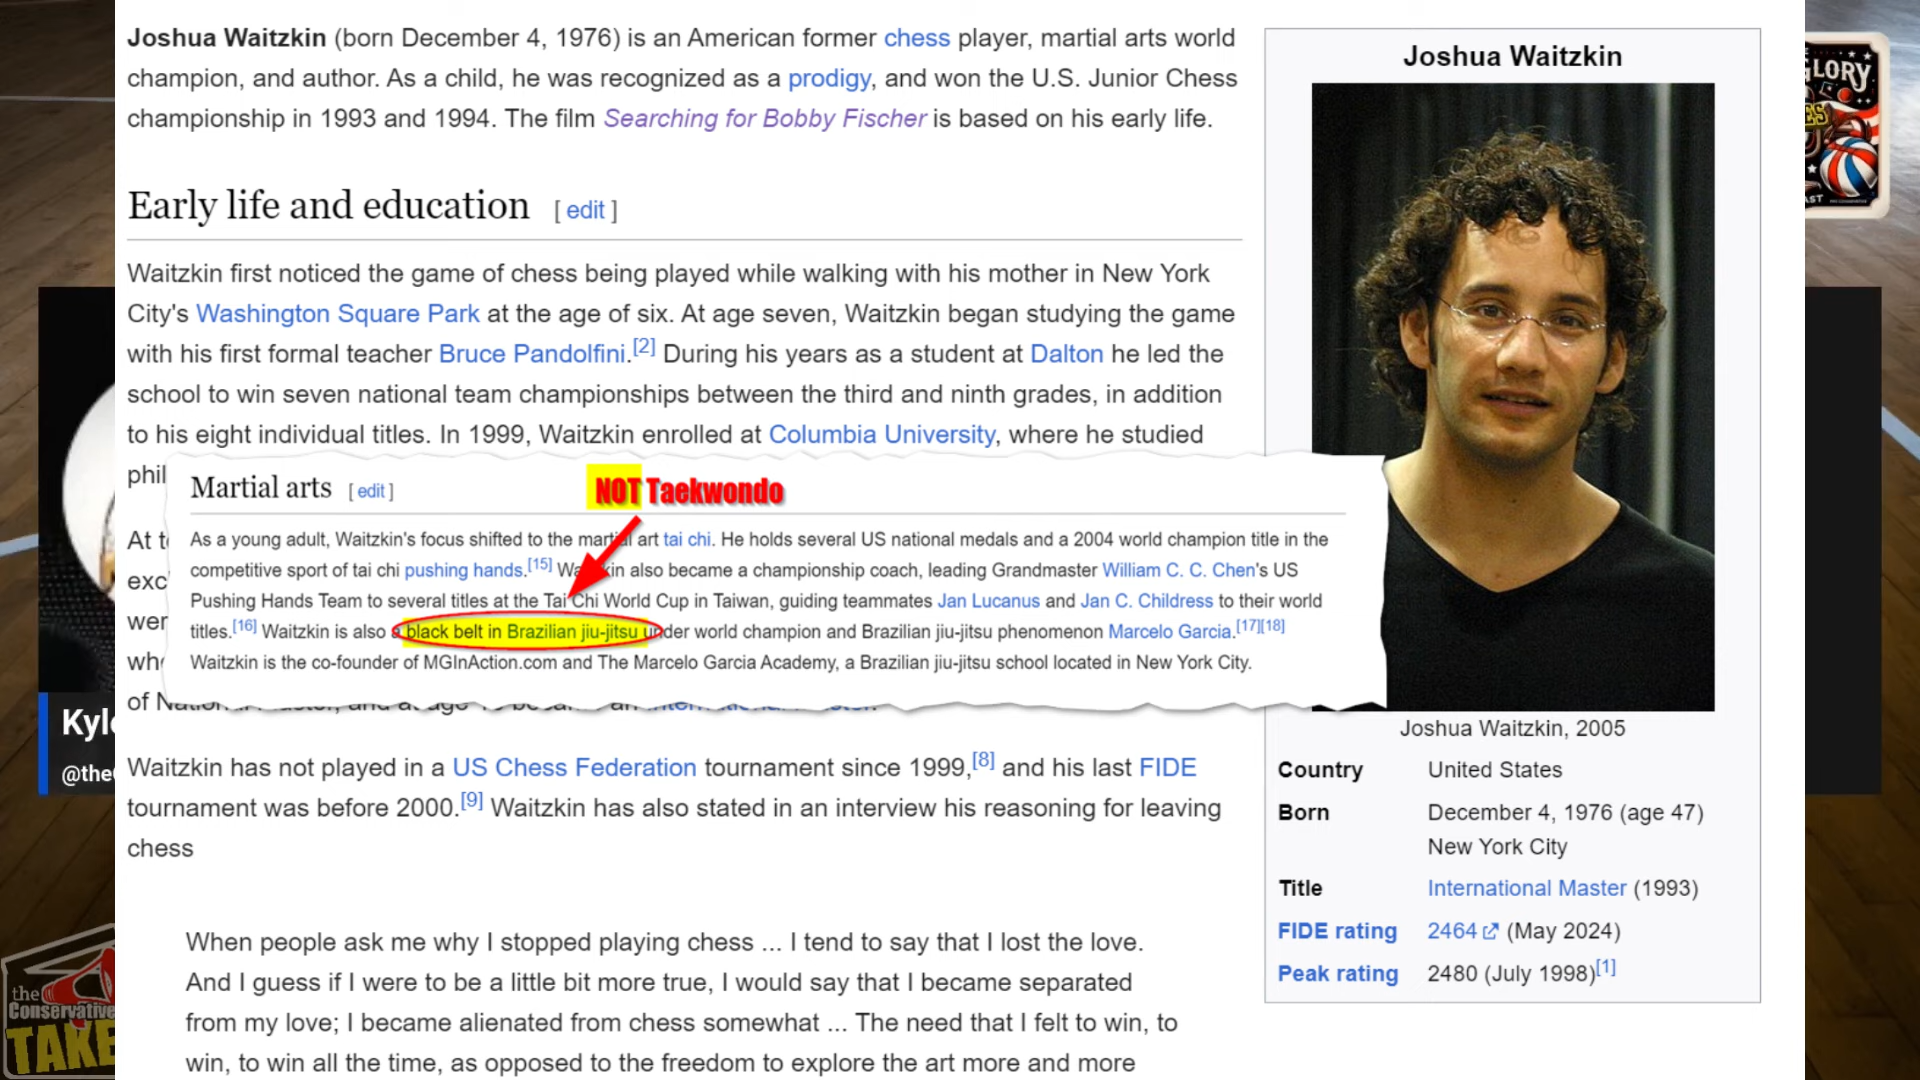 Joshua Waitzkin (born December 4, 1976) is an American former chess player, martial arts world
champion, and author. As a child, he was recognized as a prodigy, and won the U.S. Junior Chess
championship in 1993 and 1994. The film Searching for Bobby Fischer is based on his early life.
Early life and education [ edit ]
Waitzkin first noticed the game of chess being played while walking with his mother in New York
City's Washington Square Park at the age of six. At age seven, Waitzkin began studying the game
with his first formal teacher Bruce Pandolfini.[2] During his years as a student at Dalton he led the
school to win seven national team championships between the third and ninth grades, in addition
to his eight individual titles. In 1999, Waitzkin enrolled at Columbia University, where he studied
phil
At t
exc
wer
whe
of National Master, and at age
Martial arts [ edit ]
NOT Taekwondo
As a young adult, Waitzkin's focus shifted to the martial art tai chi. He holds several US national medals and a 2004 world champion title in the
competitive sport of tai chi pushing hands.[15] Waitzkin also became a championship coach, leading Grandmaster William C. C. Chen's US
Pushing Hands Team to several titles at the Tai Chi World Cup in Taiwan, guiding teammates Jan Lucanus and Jan C. Childress to their world
titles.[16] Waitzkin is also a black belt in Brazilian jiu-jitsu under world champion and Brazilian jiu-jitsu phenomenon Marcelo Garcia.[17][18]
Waitzkin is the co-founder of MGInAction.com and The Marcelo Garcia Academy, a Brazilian jiu-jitsu school located in New York City.
Waitzkin has not played in a US Chess Federation tournament since 1999,[8] and his last FIDE
tournament was before 2000.[9] Waitzkin has also stated in an interview his reasoning for leaving
chess
When people ask me why I stopped playing chess ... I tend to say that I lost the love.
And I guess if I were to be a little bit more true, I would say that I became separated
from my love; I became alienated from chess somewhat ... The need that I felt to win, to
win, to win all the time, as opposed to the freedom to explore the art more and more
Joshua Waitzkin
Joshua Waitzkin, 2005
Country United States
Born December 4, 1976 (age 47)
New York City
Title International Master (1993)
FIDE rating 2464 (May 2024)
Peak rating 2480 (July 1998)[1]
GLORY
Kyle
@the
the
Conservative
TAKE